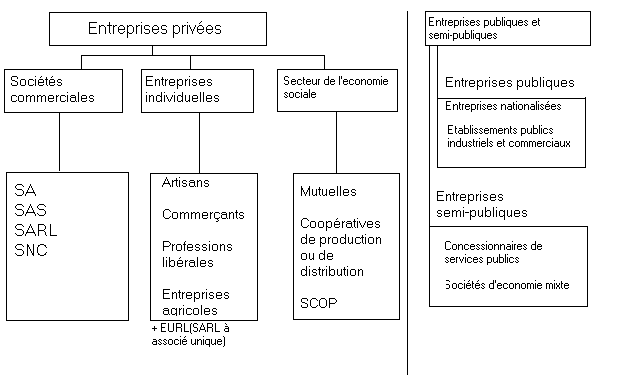 Entreprises privées
Sociétés
commerciales
Entreprises
individuelles
Secteur de l'economie
sociale
SA
SAS
SARL
SNC
Artisans
Commerçants
Professions
libérales
Entreprises
agricoles
+ EURL(SARL à
associé unique)
Mutuelles
Coopératives
de production
ou de
distribution
SCOP
Entreprises publiques et
semi-publiques
Entreprises publiques
Entreprises nationalisées
Etablissements publics
industriels et commerciaux
Entreprises
semi-publiques
Concessionnaires de
services publics
Sociétés d'economie mixte